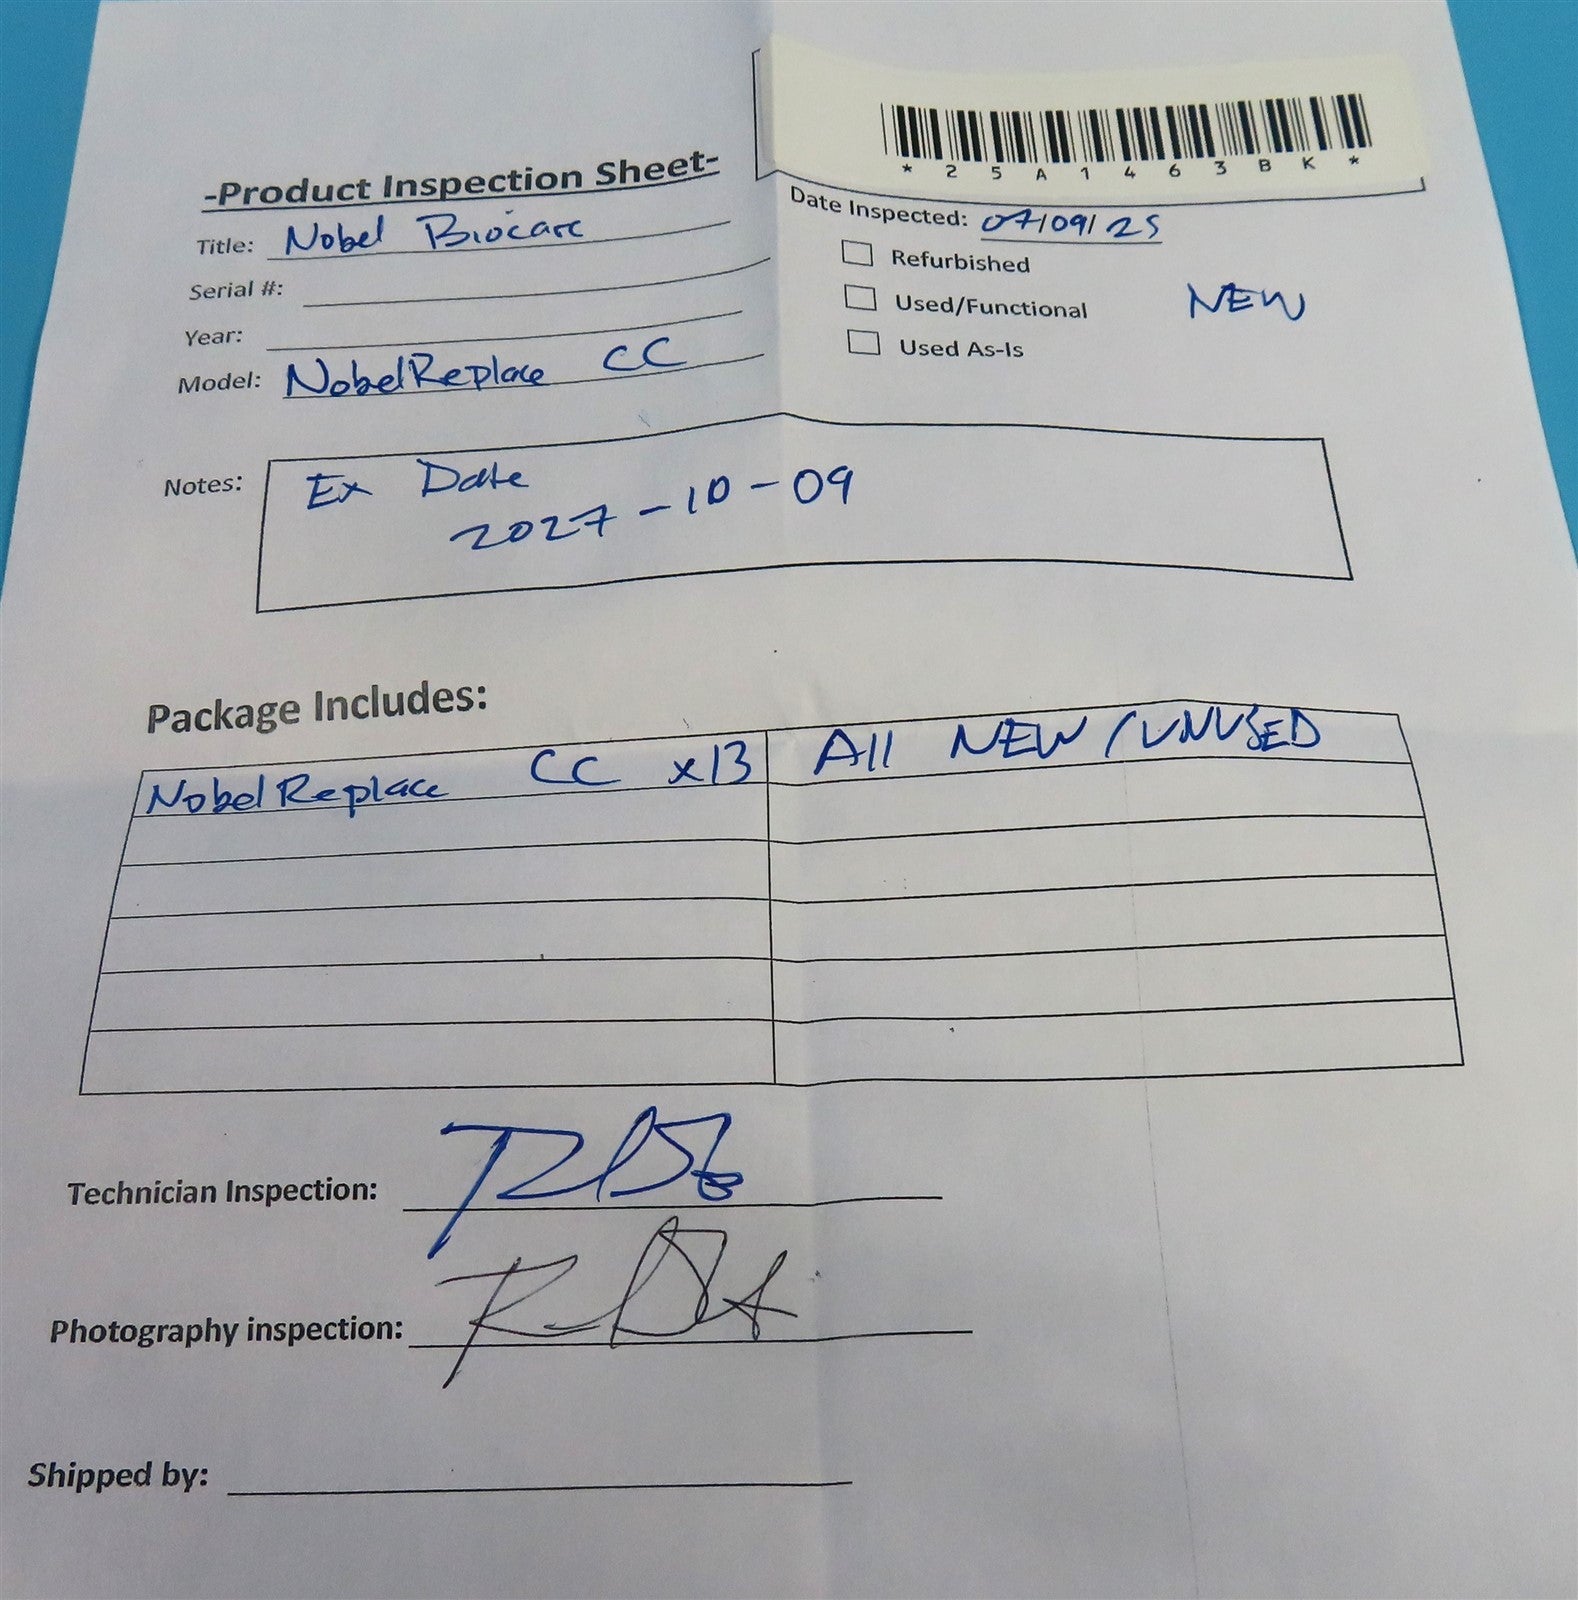 *25A1463BK*
-Product Inspection Sheet-
Title: Nobel Biocare
Serial #:
Year:
Model: NobelReplace CC
Date Inspected: 07/09/25
Refurbished
Used/Functional
NEW
Used As-Is
Notes: Ex Date
2027-10-09
Package Includes:
NobelReplace CC x13 All NEW/UNUSED
Technician Inspection:
Photography inspection:
Shipped by: